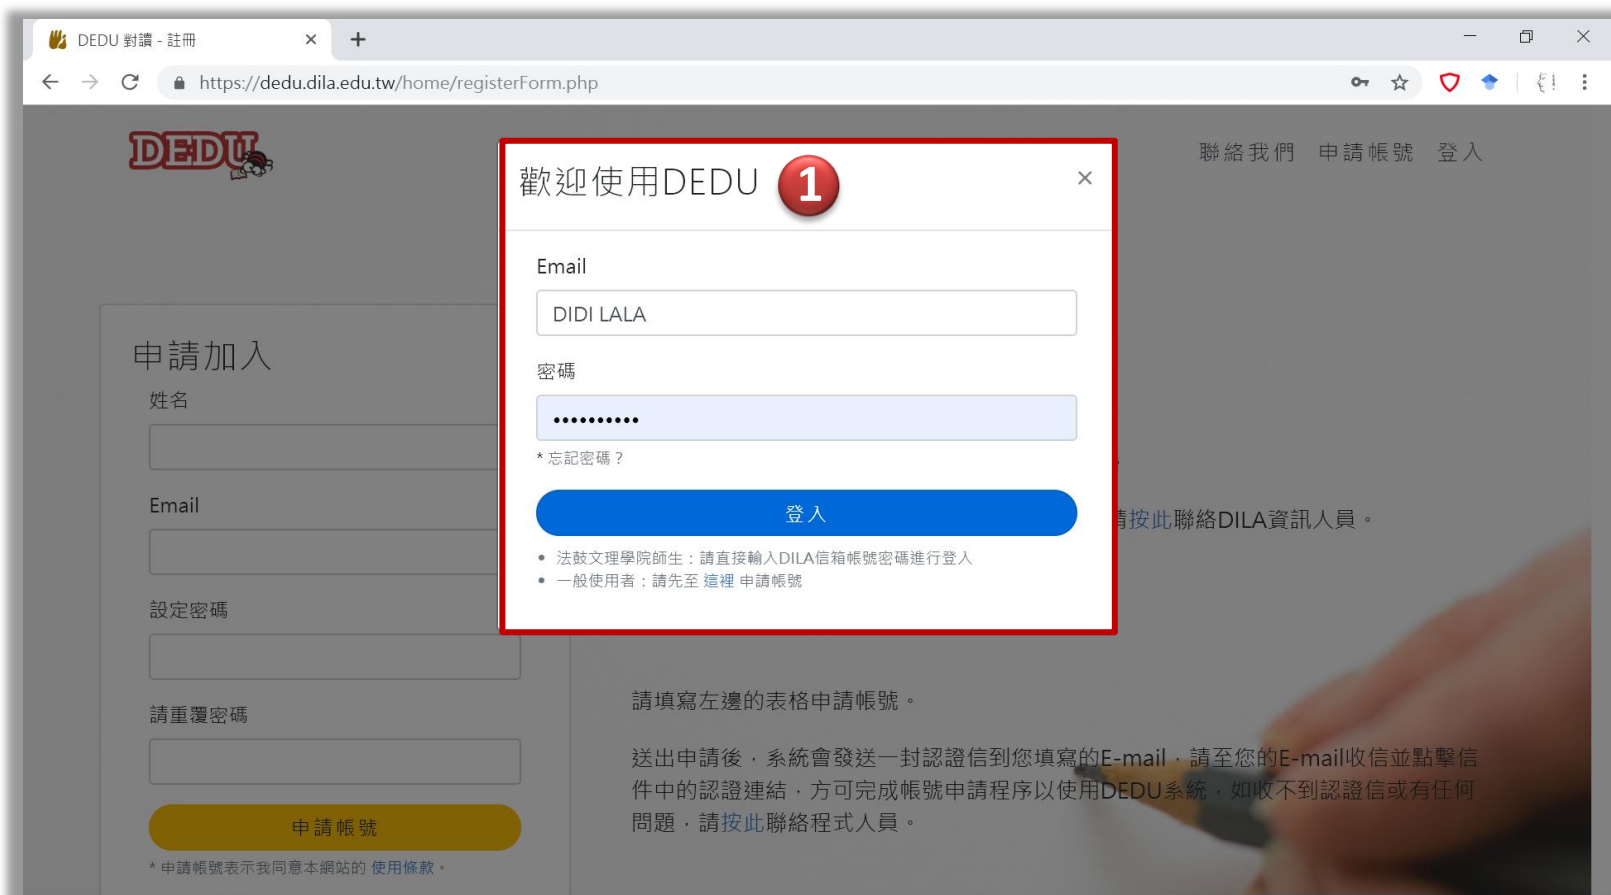 DEDU 對讀 - 註冊
https://dedu.dila.edu.tw/home/registerForm.php
DEDU
聯絡我們 申請帳號 登入
歡迎使用DEDU 1
Email
DIDI LALA
密碼
••••••••••
* 忘記密碼？
登入
• 法鼓文理學院師生：請直接輸入DILA信箱帳號密碼進行登入
• 一般使用者：請先至 這裡 申請帳號
申請加入
姓名
Email
設定密碼
請重覆密碼
申請帳號
* 申請帳號表示我同意本網站的 使用條款。
按此聯絡DILA資訊人員。
請填寫左邊的表格申請帳號。
送出申請後，系統會發送一封認證信到您填寫的E-mail，請至您的E-mail收信並點擊信
件中的認證連結，方可完成帳號申請程序以使用DEDU系統，如收不到認證信或有任何
問題，請按此聯絡程式人員。